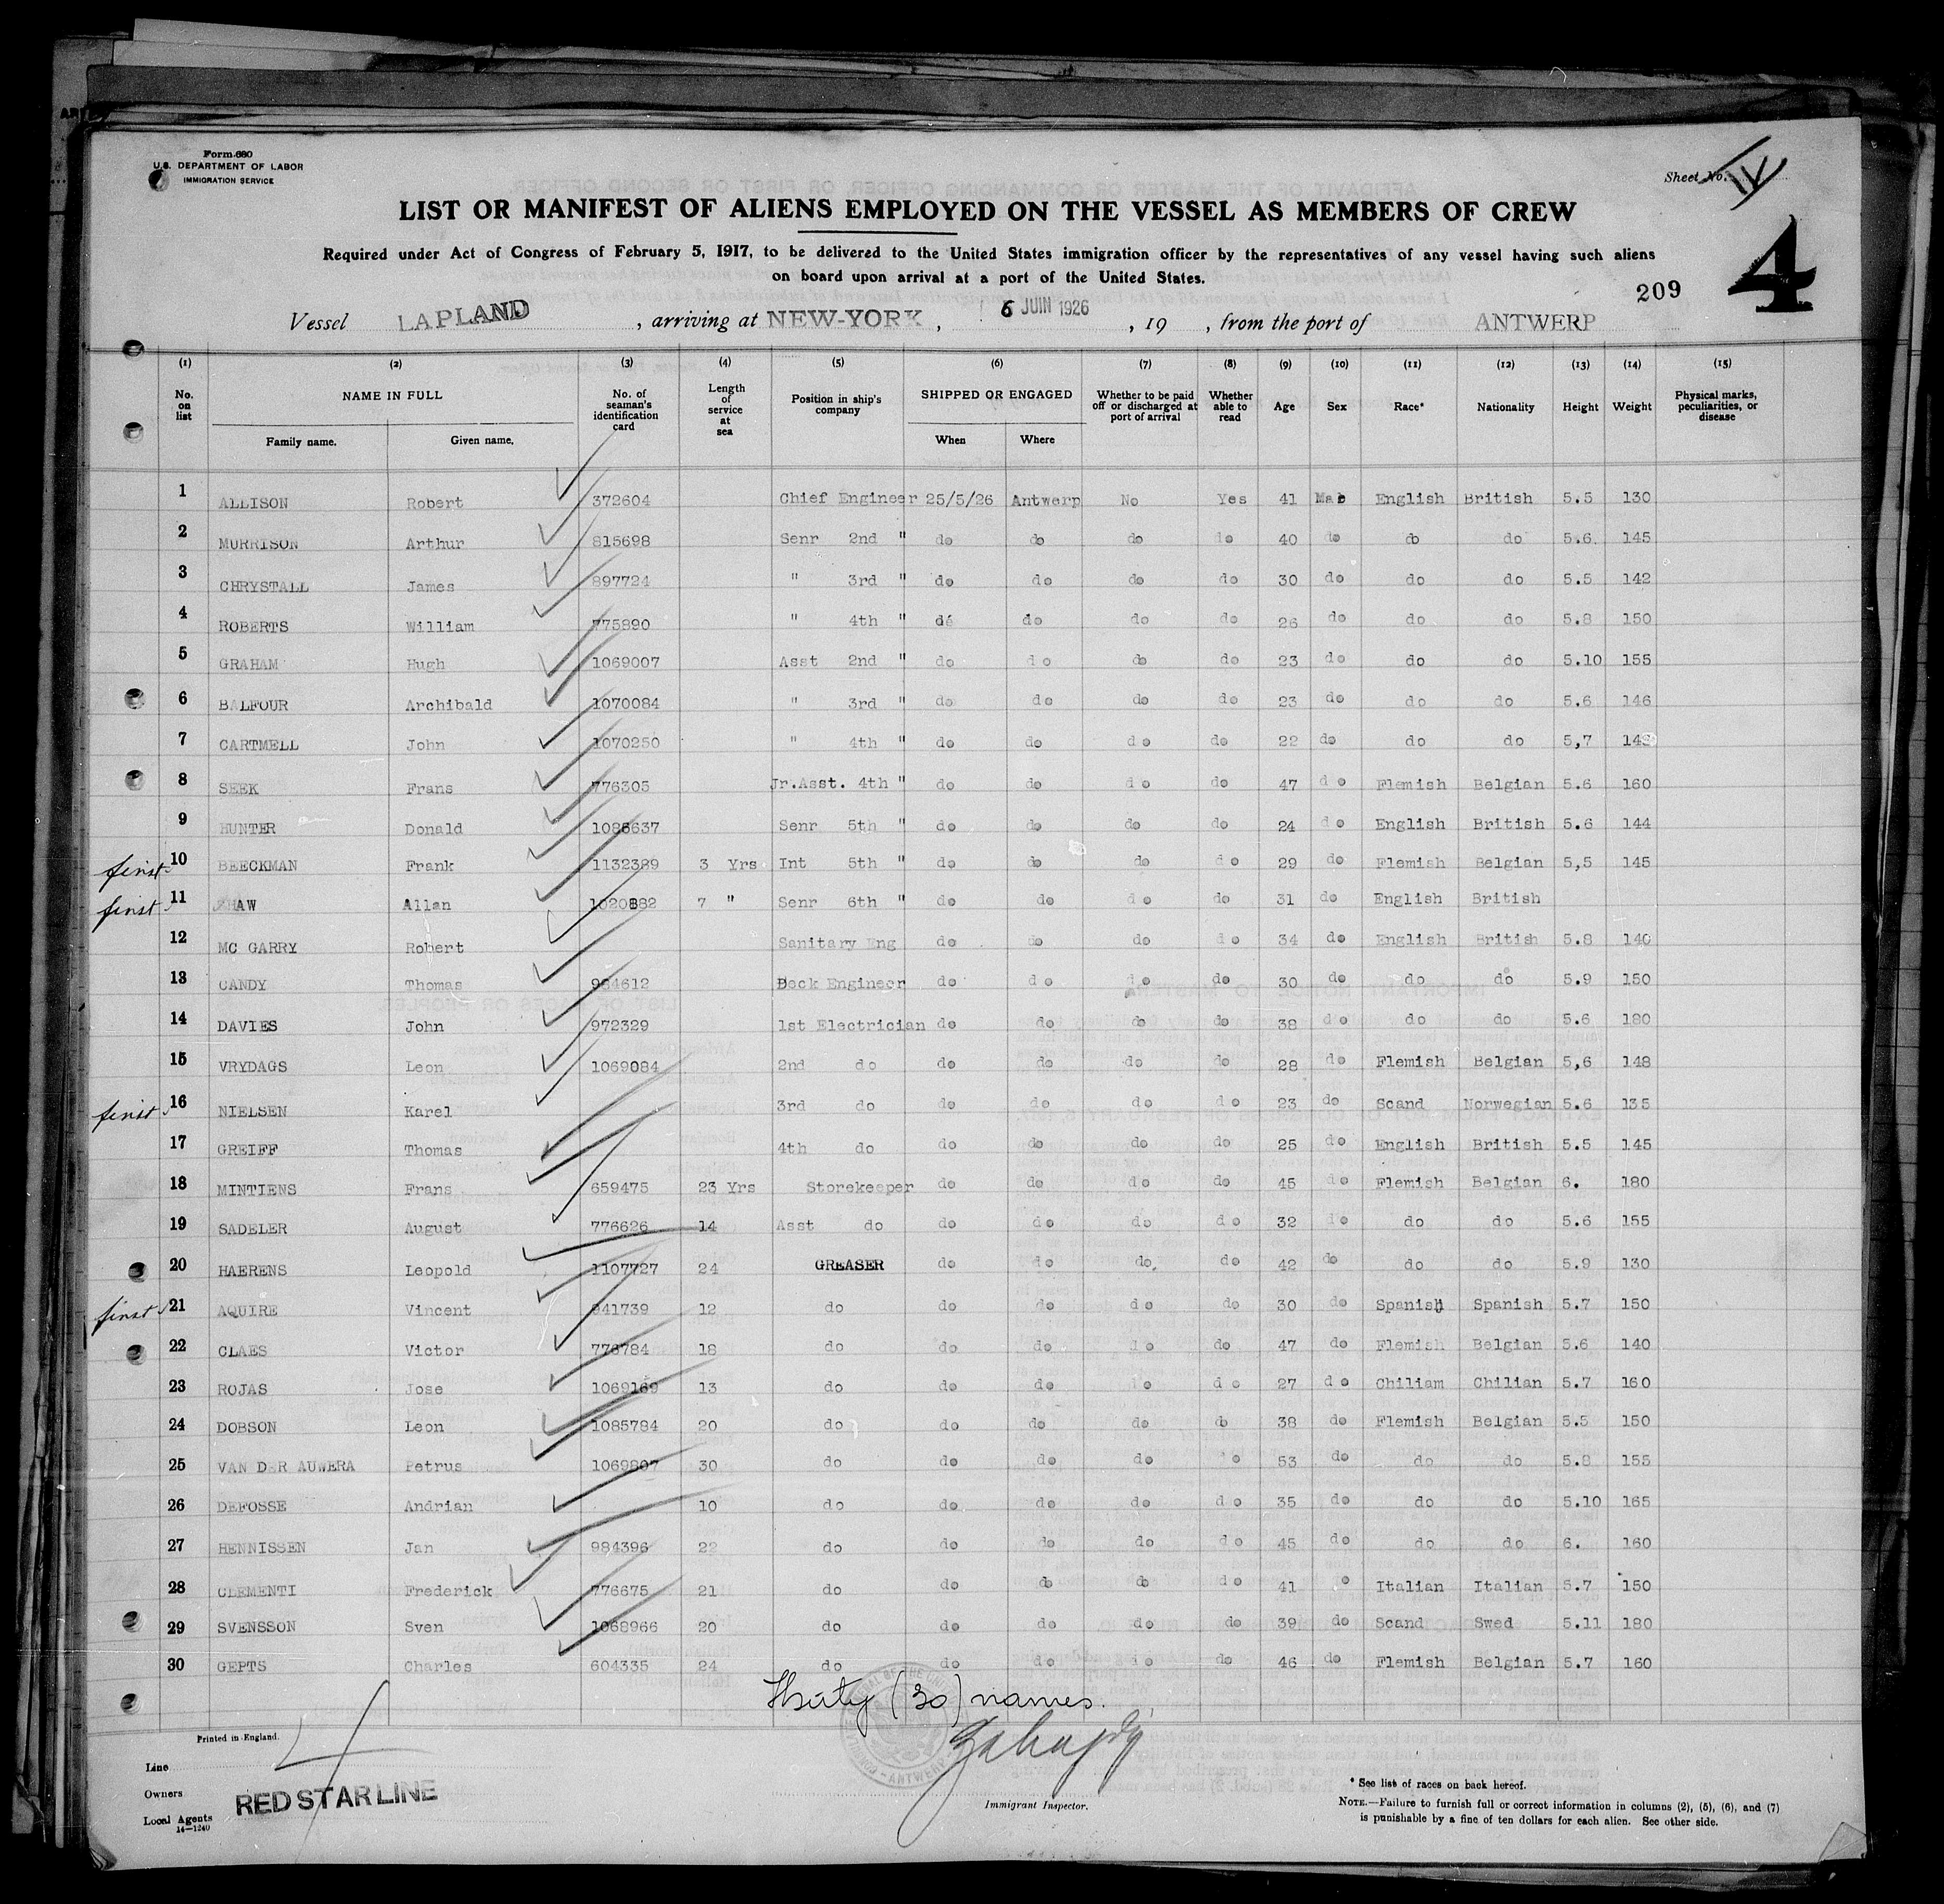 Form 680
U.S. DEPARTMENT OF LABOR
IMMIGRATION SERVICE
Sheet No. IV
4
209
LIST OR MANIFEST OF ALIENS EMPLOYED ON THE VESSEL AS MEMBERS OF CREW
Required under Act of Congress of February 5, 1917, to be delivered to the United States immigration officer by the representatives of any vessel having such aliens
on board upon arrival at a port of the United States.
Vessel LAPLAND , arriving at NEW-YORK , 6 JUIN 1926 , 19 , from the port of ANTWERP
(1) (2) (3) (4) (5) (6) (7) (8) (9) (10) (11) (12) (13) (14) (15)
No. on list NAME IN FULL Family name. Given name. No. of seaman's identification card Length of service at sea Position in ship's company SHIPPED OR ENGAGED When Where Whether to be paid off or discharged at port of arrival Whether able to read Age Sex Race* Nationality Height Weight Physical marks, peculiarities, or disease
1 ALLISON Robert 372604 Chief Engineer 25/5/26 Antwerp No Yes 41 English British 5.5 130
2 MURRISON Arthur 815698 Senr 2nd " do do do do 40 do do do 5.6. 145
3 CHRYSTALL James 897724 " 3rd " do do do do 30 do do do 5.5 142
4 ROBERTS William 775890 " 4th " do do do do 26 do do do 5.8 150
5 GRAHAM Hugh 1069007 Asst 2nd " do do do do 23 do do do 5.10 155
6 BALFOUR Archibald 1070084 " 3rd " do do do do 23 do do do 5.6 146
7 CARTMELL John 1070250 " 4th " do do do do 22 do do do 5,7
8 SEEK Frans 776305 Jr.Asst. 4th " do do do do 47 do Flemish Belgian 5.6 160
9 HUNTER Donald 1086637 Senr 5th " do do do do 24 do English British 5.6 144
first 10 BEECKMAN Frank 1132389 3 Yrs Int 5th " do do do do 29 do Flemish Belgian 5,5 145
first 11 SHAW Allan 7 " Senr 6th " do do do do 31 do English British
12 MC GARRY Robert Sanitary Eng do do do do 34 do English British 5.8 140
13 CANDY Thomas 984612 Deck Engineer do do do do 30 do do do 5.9 150
14 DAVIES John 972329 1st Electrician do do do do 38 do do do 5.6 180
15 VRYDAGS Leon 1069084 2nd do do do do do 28 do Flemish Belgian 5,6 148
first 16 NIELSEN Karel 3rd do do do do do 23 do Scand Norwegian 5.6 135
17 GREIFF Thomas 4th do do do do do 25 do English British 5.5 145
18 MINTIENS Frans 659475 23 Yrs Storekeeper do do do do 45 do Flemish Belgian 6. 180
19 SADELER August 776626 14 Asst do do do do do 32 do do do 5.6 155
20 HAERENS Leopold 1107727 24 GREASER do do do. do 42 do do do 5.9 130
first 21 AQUIRE Vincent 941739 12 do do do do do 30 do Spanish Spanish 5.7 150
22 CLAES Victor 776784 18 do do do do do 47 do Flemish Belgian 5.6 140
23 ROJAS Jose 1069169 13 do do do do do 27 do Chiliam Chilian 5.7 160
24 DOBSON Leon 1085784 20 do do do do do 38 do Flemish Belgian 5.5 150
25 VAN DER AUWERA Petrus 1069807 30 do do do do do 53 do do do 5.8 155
26 DEFOSSE Andrian 10 do do do do do 35 do do do 5.10 165
27 HENNISSEN Jan 984396 22 do do do do do 45 do do do 6. 160
28 CLEMENTI Frederick 776675 21 do do do do do 41 o Italian Italian 5.7 150
29 SVENSSON Sven 1068966 20 do do do do do 39 do Scand Swed 5.11 180
30 GEPTS Charles 604335 24 do do do do do 46 do Flemish Belgian 5.7 160
Thirty (30) names.
Printed in England.
Line
Owners RED STAR LINE
Local Agents
14—1240
Immigrant Inspector.
* See list of races on back hereof.
NOTE.—Failure to furnish full or correct information in columns (2), (5), (6), and (7)
is punishable by a fine of ten dollars for each alien. See other side.